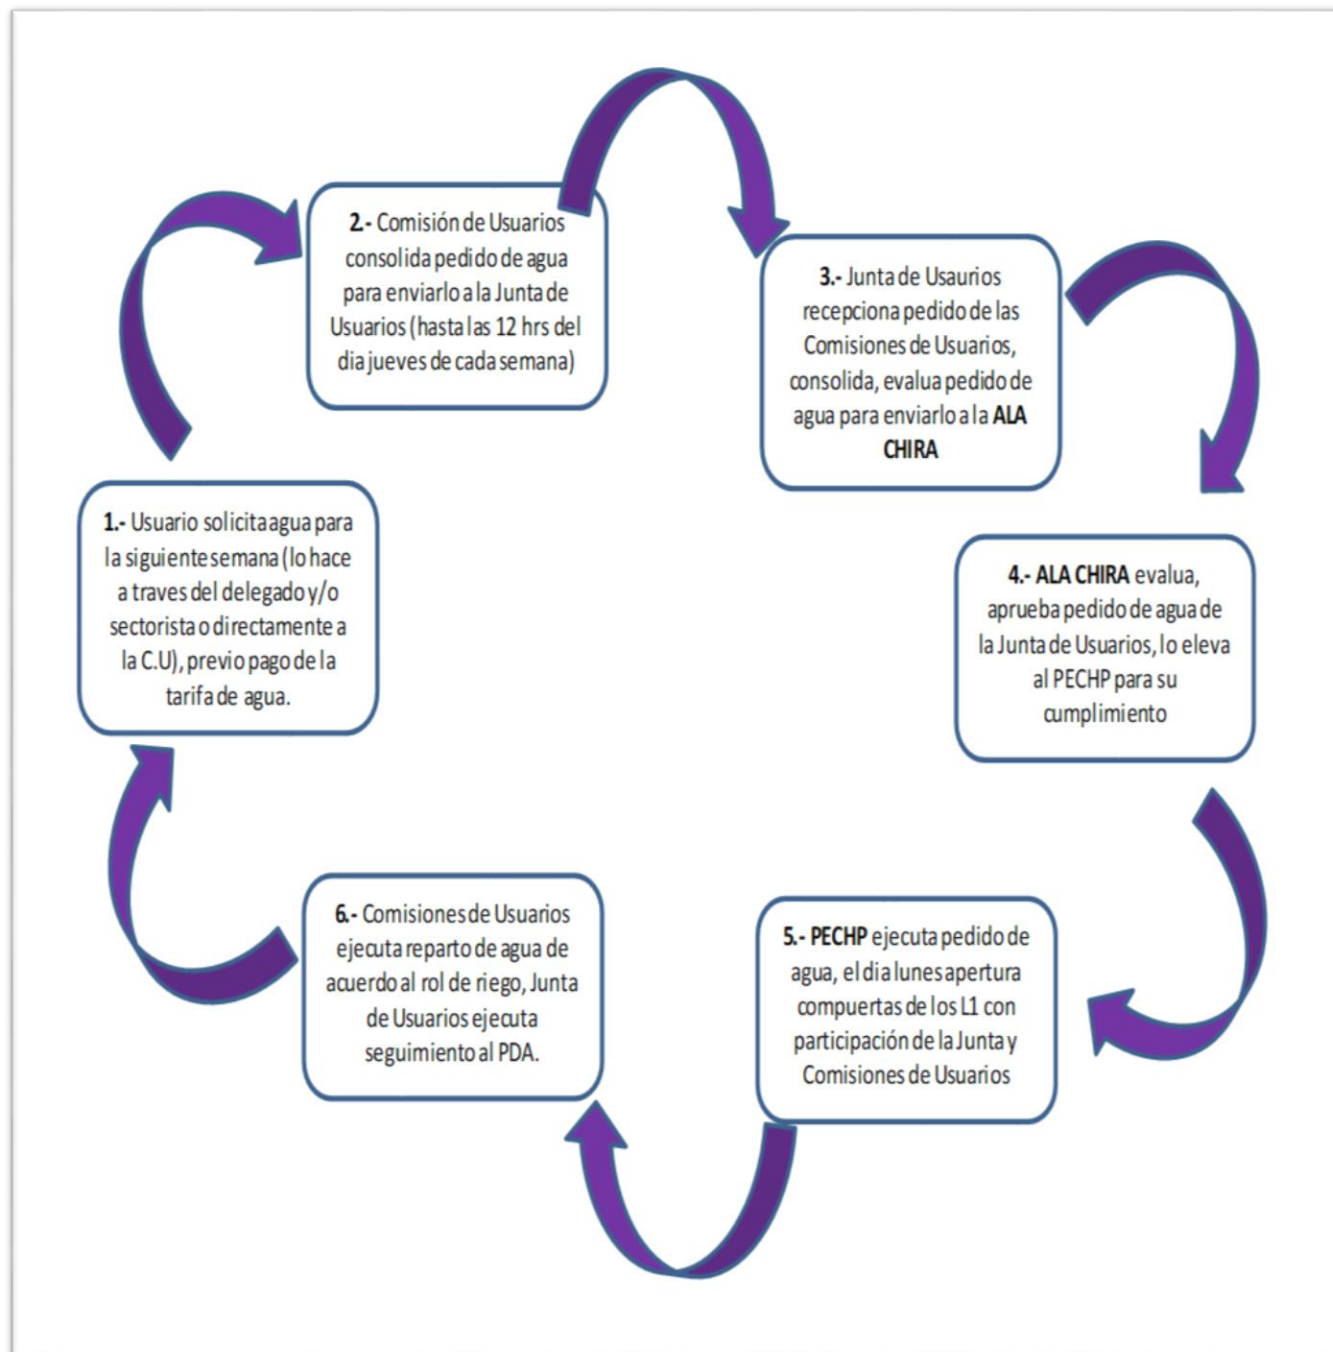 1.- Usuario solicita agua para
la siguiente semana (lo hace
a traves del delegado y/o
sectorista o directamente a
la C.U), previo pago de la
tarifa de agua.
2.- Comisión de Usuarios
consolida pedido de agua
para enviarlo a la Junta de
Usuarios (hasta las 12 hrs del
dia jueves de cada semana)
3.- Junta de Usaurios
recepciona pedido de las
Comisiones de Usuarios,
consolida, evalua pedido de
agua para enviarlo a la ALA
CHIRA
4.- ALA CHIRA evalua,
aprueba pedido de agua de
la Junta de Usuarios, lo eleva
al PECHP para su
cumplimiento
5.- PECHP ejecuta pedido de
agua, el dia lunes apertura
compuertas de los L1 con
participación de la Junta y
Comisiones de Usuarios
6.- Comisiones de Usuarios
ejecuta reparto de agua de
acuerdo al rol de riego, Junta
de Usuarios ejecuta
seguimiento al PDA.